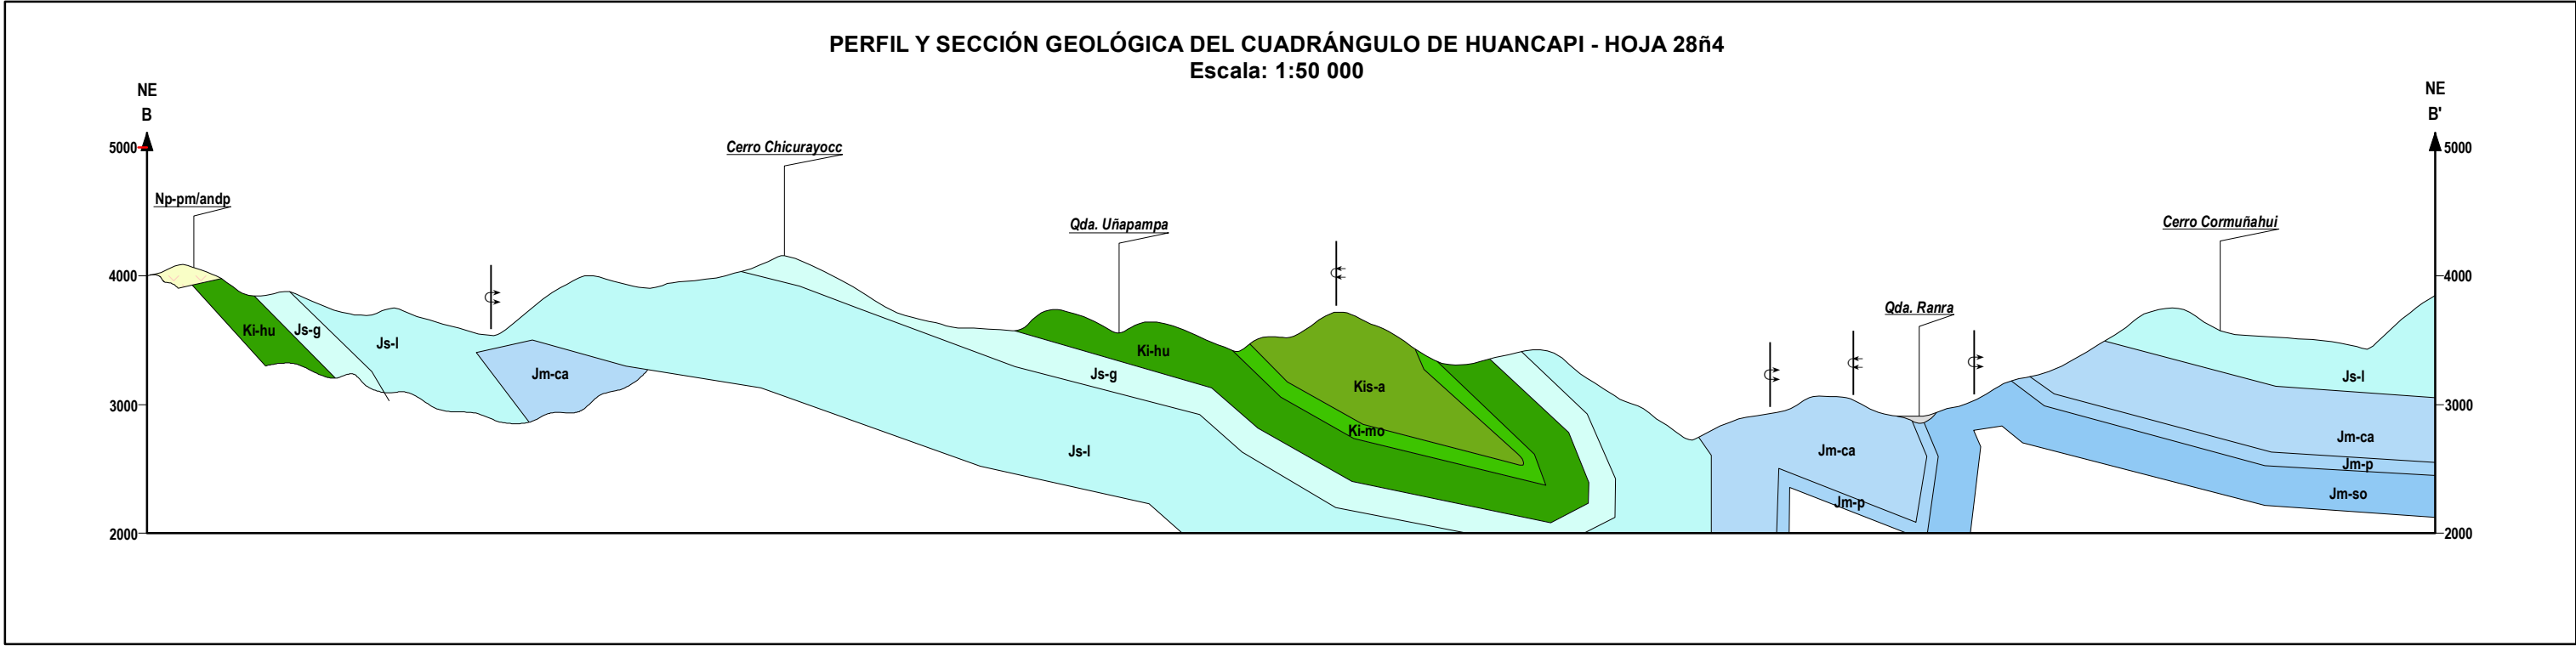 PERFIL Y SECCIÓN GEOLÓGICA DEL CUADRÁNGULO DE HUANCAPI - HOJA 28ñ4
Escala: 1:50 000
NE
B
NE
B'
5000
Cerro Chicurayocc
5000
Np-pm/andp
Qda. Uñapampa
Cerro Cormuñahui
4000
4000
Qda. Ranra
Ki-hu
Js-g
Js-l
Jm-ca
Ki-hu
Js-g
Kis-a
Js-l
3000
3000
Ki-mo
Js-l
Jm-ca
Jm-ca
Jm-p
Jm-p
Jm-so
2000
2000